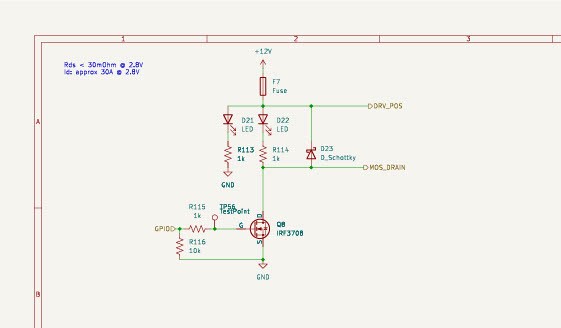 1
2
3
+12V
Rds < 30mOhm @ 2.8V
Id: approx 30A @ 2.8V
F7
Fuse
DRV_POS
A
D21
LED
D22
LED
R113
1k
R114
1k
D23
D_Schottky
MOS_DRAIN
GND
R115
1k
TP56
TestPoint
D
GPIO
G
Q8
IRF3708
R116
10k
S
GND
B